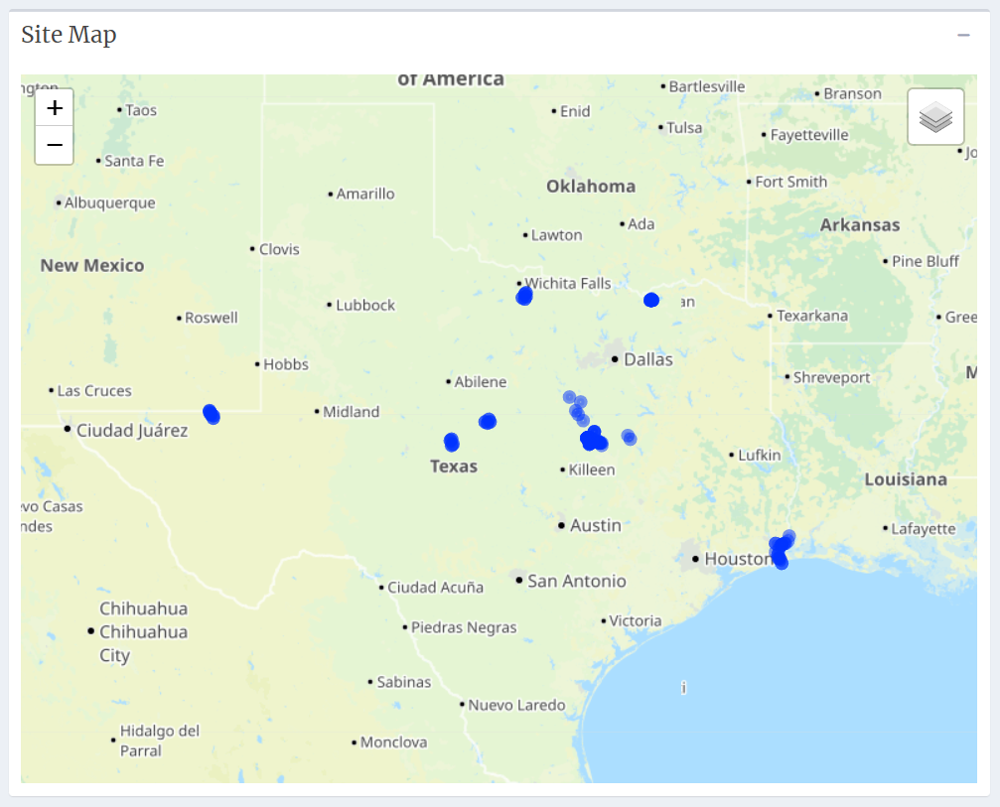 Site Map
of America
+
−
Taos
Santa Fe
Albuquerque
New Mexico
Clovis
Roswell
Hobbs
Las Cruces
Ciudad Juárez
Amarillo
Lubbock
Midland
Abilene
Texas
Enid
Bartlesville
Branson
Tulsa
Fayetteville
Oklahoma
Fort Smith
Ada
Lawton
Arkansas
Pine Bluff
Wichita Falls
an
Texarkana
Gree
Dallas
Shreveport
M
Killeen
Lufkin
Louisiana
Austin
Lafayette
Houston
San Antonio
Victoria
evo Casas
ndes
Ciudad Acuña
Piedras Negras
Chihuahua
Chihuahua
City
Sabinas
Nuevo Laredo
Hidalgo del
Parral
Monclova
i
Jo